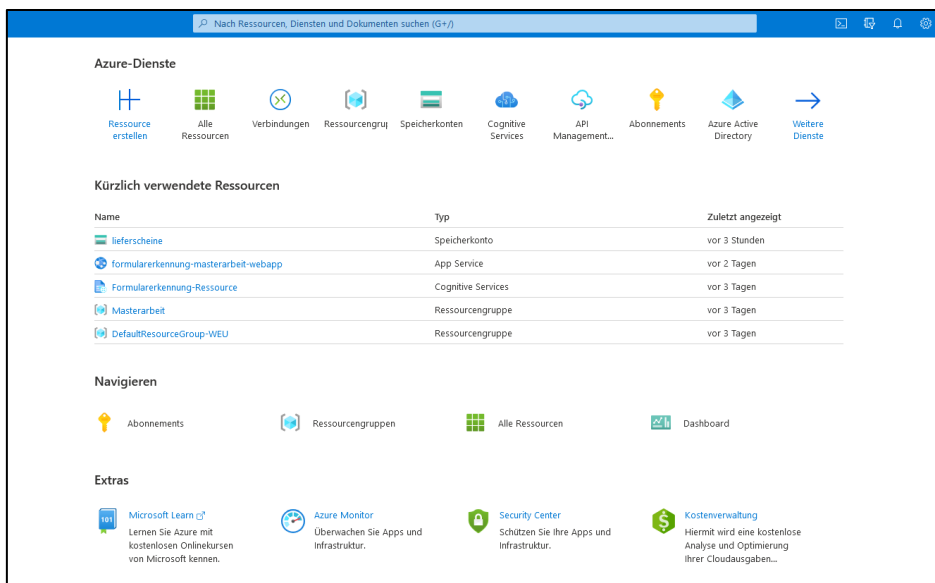 Nach Ressourcen, Diensten und Dokumenten suchen (G+/)
Azure-Dienste
Ressource erstellen
Alle Ressourcen
Verbindungen
Ressourcengrup
Speicherkonten
Cognitive Services
API Management...
Abonnements
Azure Active Directory
Weitere Dienste
Kürzlich verwendete Ressourcen
Name Typ Zuletzt angezeigt
lieferscheine Speicherkonto vor 3 Stunden
formularerkennung-masterarbeit-webapp App Service vor 2 Tagen
Formularerkennung-Ressource Cognitive Services vor 3 Tagen
Masterarbeit Ressourcengruppe vor 3 Tagen
DefaultResourceGroup-WEU Ressourcengruppe vor 3 Tagen
Navigieren
Abonnements Ressourcengruppen Alle Ressourcen Dashboard
Extras
101
Microsoft Learn
Lernen Sie Azure mit
kostenlosen Onlinekursen
von Microsoft kennen.
Azure Monitor
Überwachen Sie Apps und
Infrastruktur.
Security Center
Schützen Sie Ihre Apps und
Infrastruktur.
Kostenverwaltung
Hiermit wird eine kostenlose
Analyse und Optimierung
Ihrer Cloudausgaben...